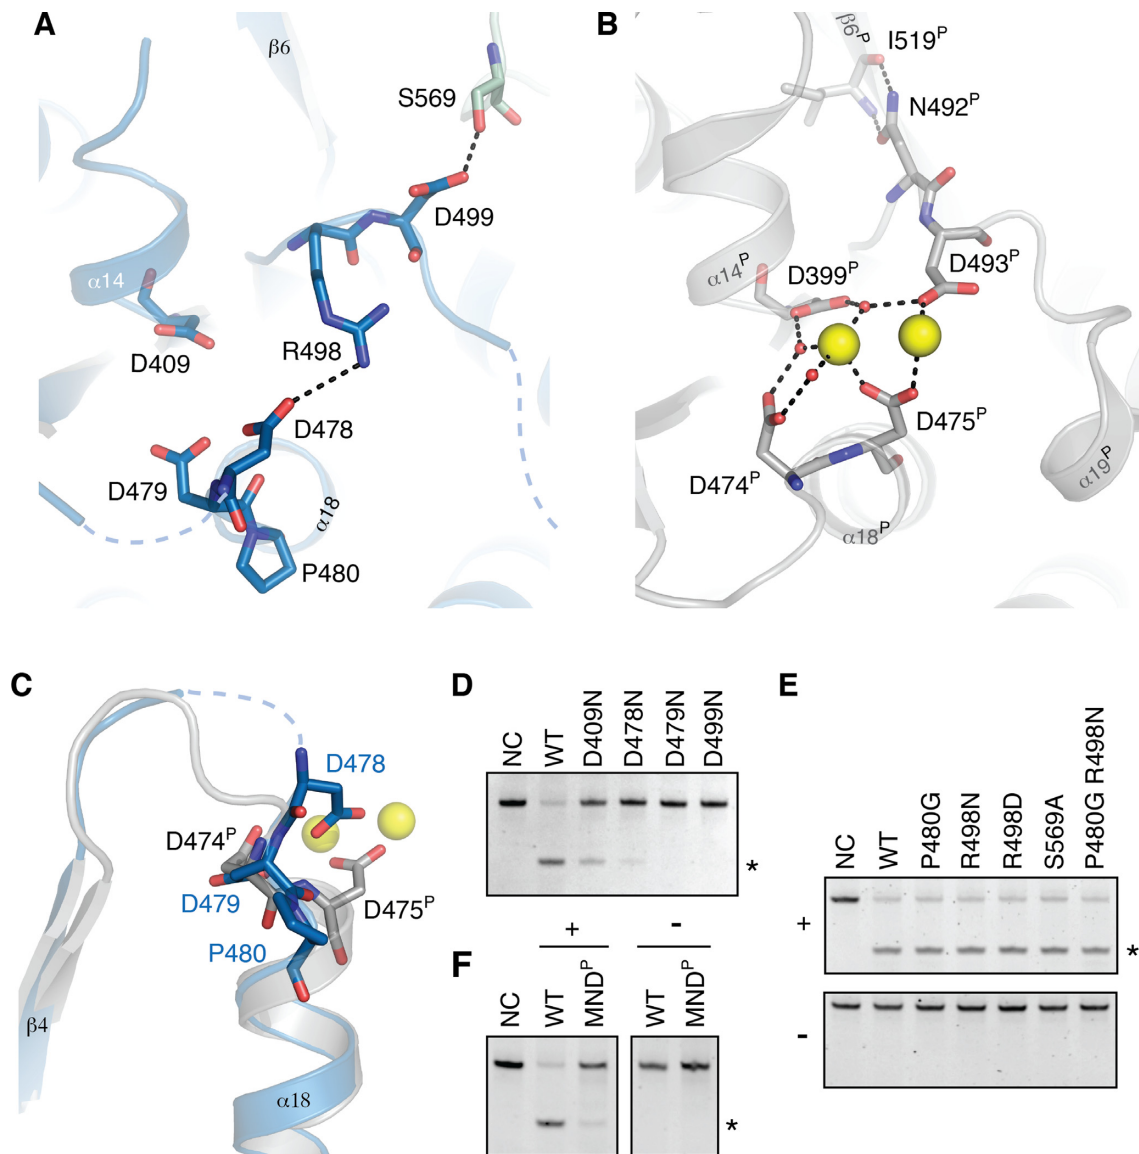 A
β6
S569
D499
α14
D409
R498
D478
D479
α18
P480
B
β6ᴾ
I519ᴾ
N492ᴾ
α14ᴾ
D399ᴾ
D493ᴾ
D475ᴾ
D474ᴾ
α18ᴾ
α19ᴾ
C
D478
D474ᴾ
D479
D475ᴾ
P480
β4
α18
D
NC WT D409N D478N D479N D499N
*
E
NC WT P480G R498N R498D S569A P480G R498N
+
*
-
F
+ -
NC WT MNDᴾ WT MNDᴾ
*